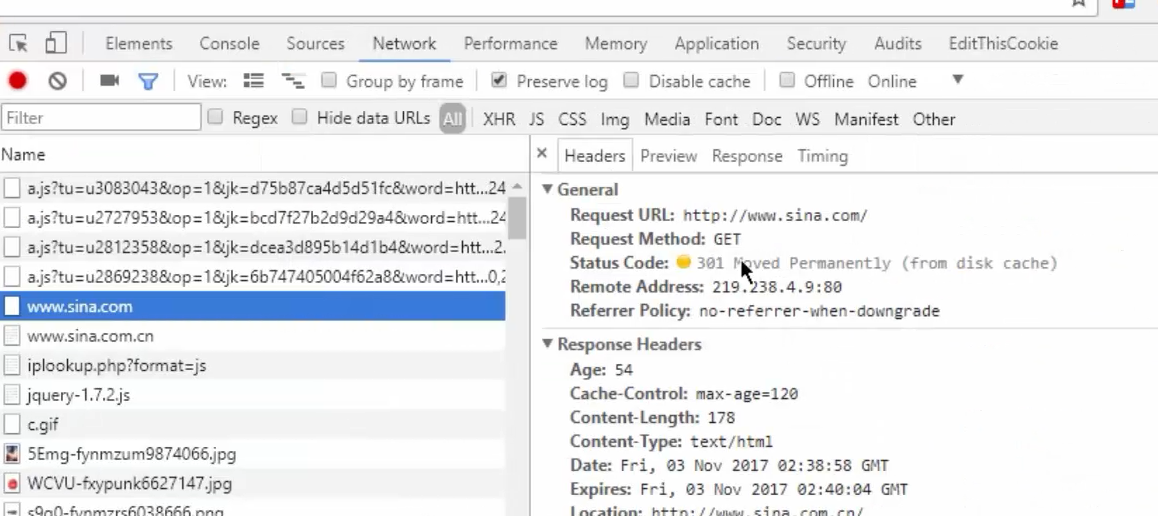 Elements Console Sources Network Performance Memory Application Security Audits EditThisCookie
View: Group by frame Preserve log Disable cache Offline Online
Filter Regex Hide data URLs All XHR JS CSS Img Media Font Doc WS Manifest Other
Name
a.js?tu=u3083043&op=1&jk=d75b87ca4d5d51fc&word=htt...24
a.js?tu=u2727953&op=1&jk=bcd7f27b2d9d29a4&word=htt...24
a.js?tu=u2812358&op=1&jk=dcea3d895b14d1b4&word=htt...2.
a.js?tu=u2869238&op=1&jk=6b747405004f62a8&word=htt...0,2
www.sina.com
www.sina.com.cn
iplookup.php?format=js
jquery-1.7.2.js
c.gif
5Emg-fynmzum9874066.jpg
WCVU-fxypunk6627147.jpg
s9g0-fynmzrs6038666.png
Headers Preview Response Timing
General
Request URL: http://www.sina.com/
Request Method: GET
Status Code: 301 Moved Permanently (from disk cache)
Remote Address: 219.238.4.9:80
Referrer Policy: no-referrer-when-downgrade
Response Headers
Age: 54
Cache-Control: max-age=120
Content-Length: 178
Content-Type: text/html
Date: Fri, 03 Nov 2017 02:38:58 GMT
Expires: Fri, 03 Nov 2017 02:40:04 GMT
Location: http://www.sina.com.cn/